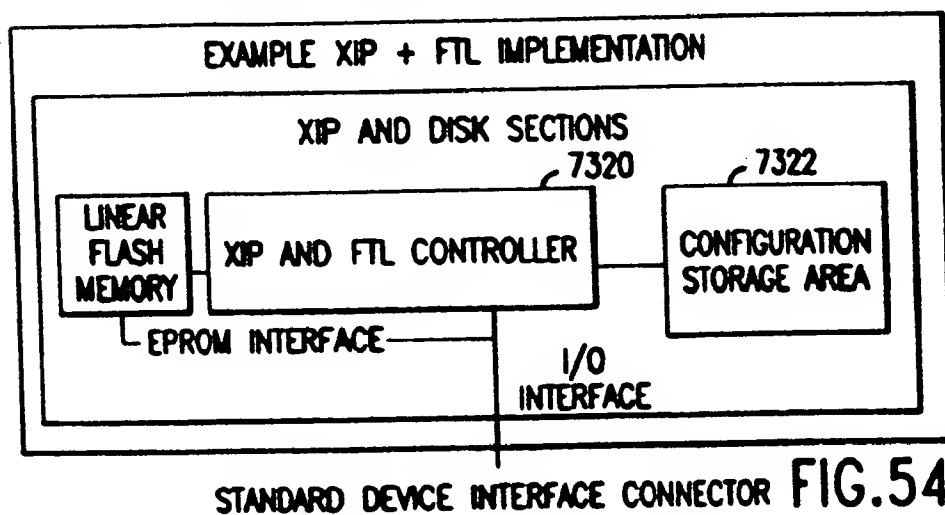 EXAMPLE XIP + FTL IMPLEMENTATION
XIP AND DISK SECTIONS
7320
7322
LINEAR
FLASH
MEMORY
XIP AND FTL CONTROLLER
CONFIGURATION
STORAGE AREA
EPROM INTERFACE
I/O
INTERFACE
STANDARD DEVICE INTERFACE CONNECTOR FIG.54